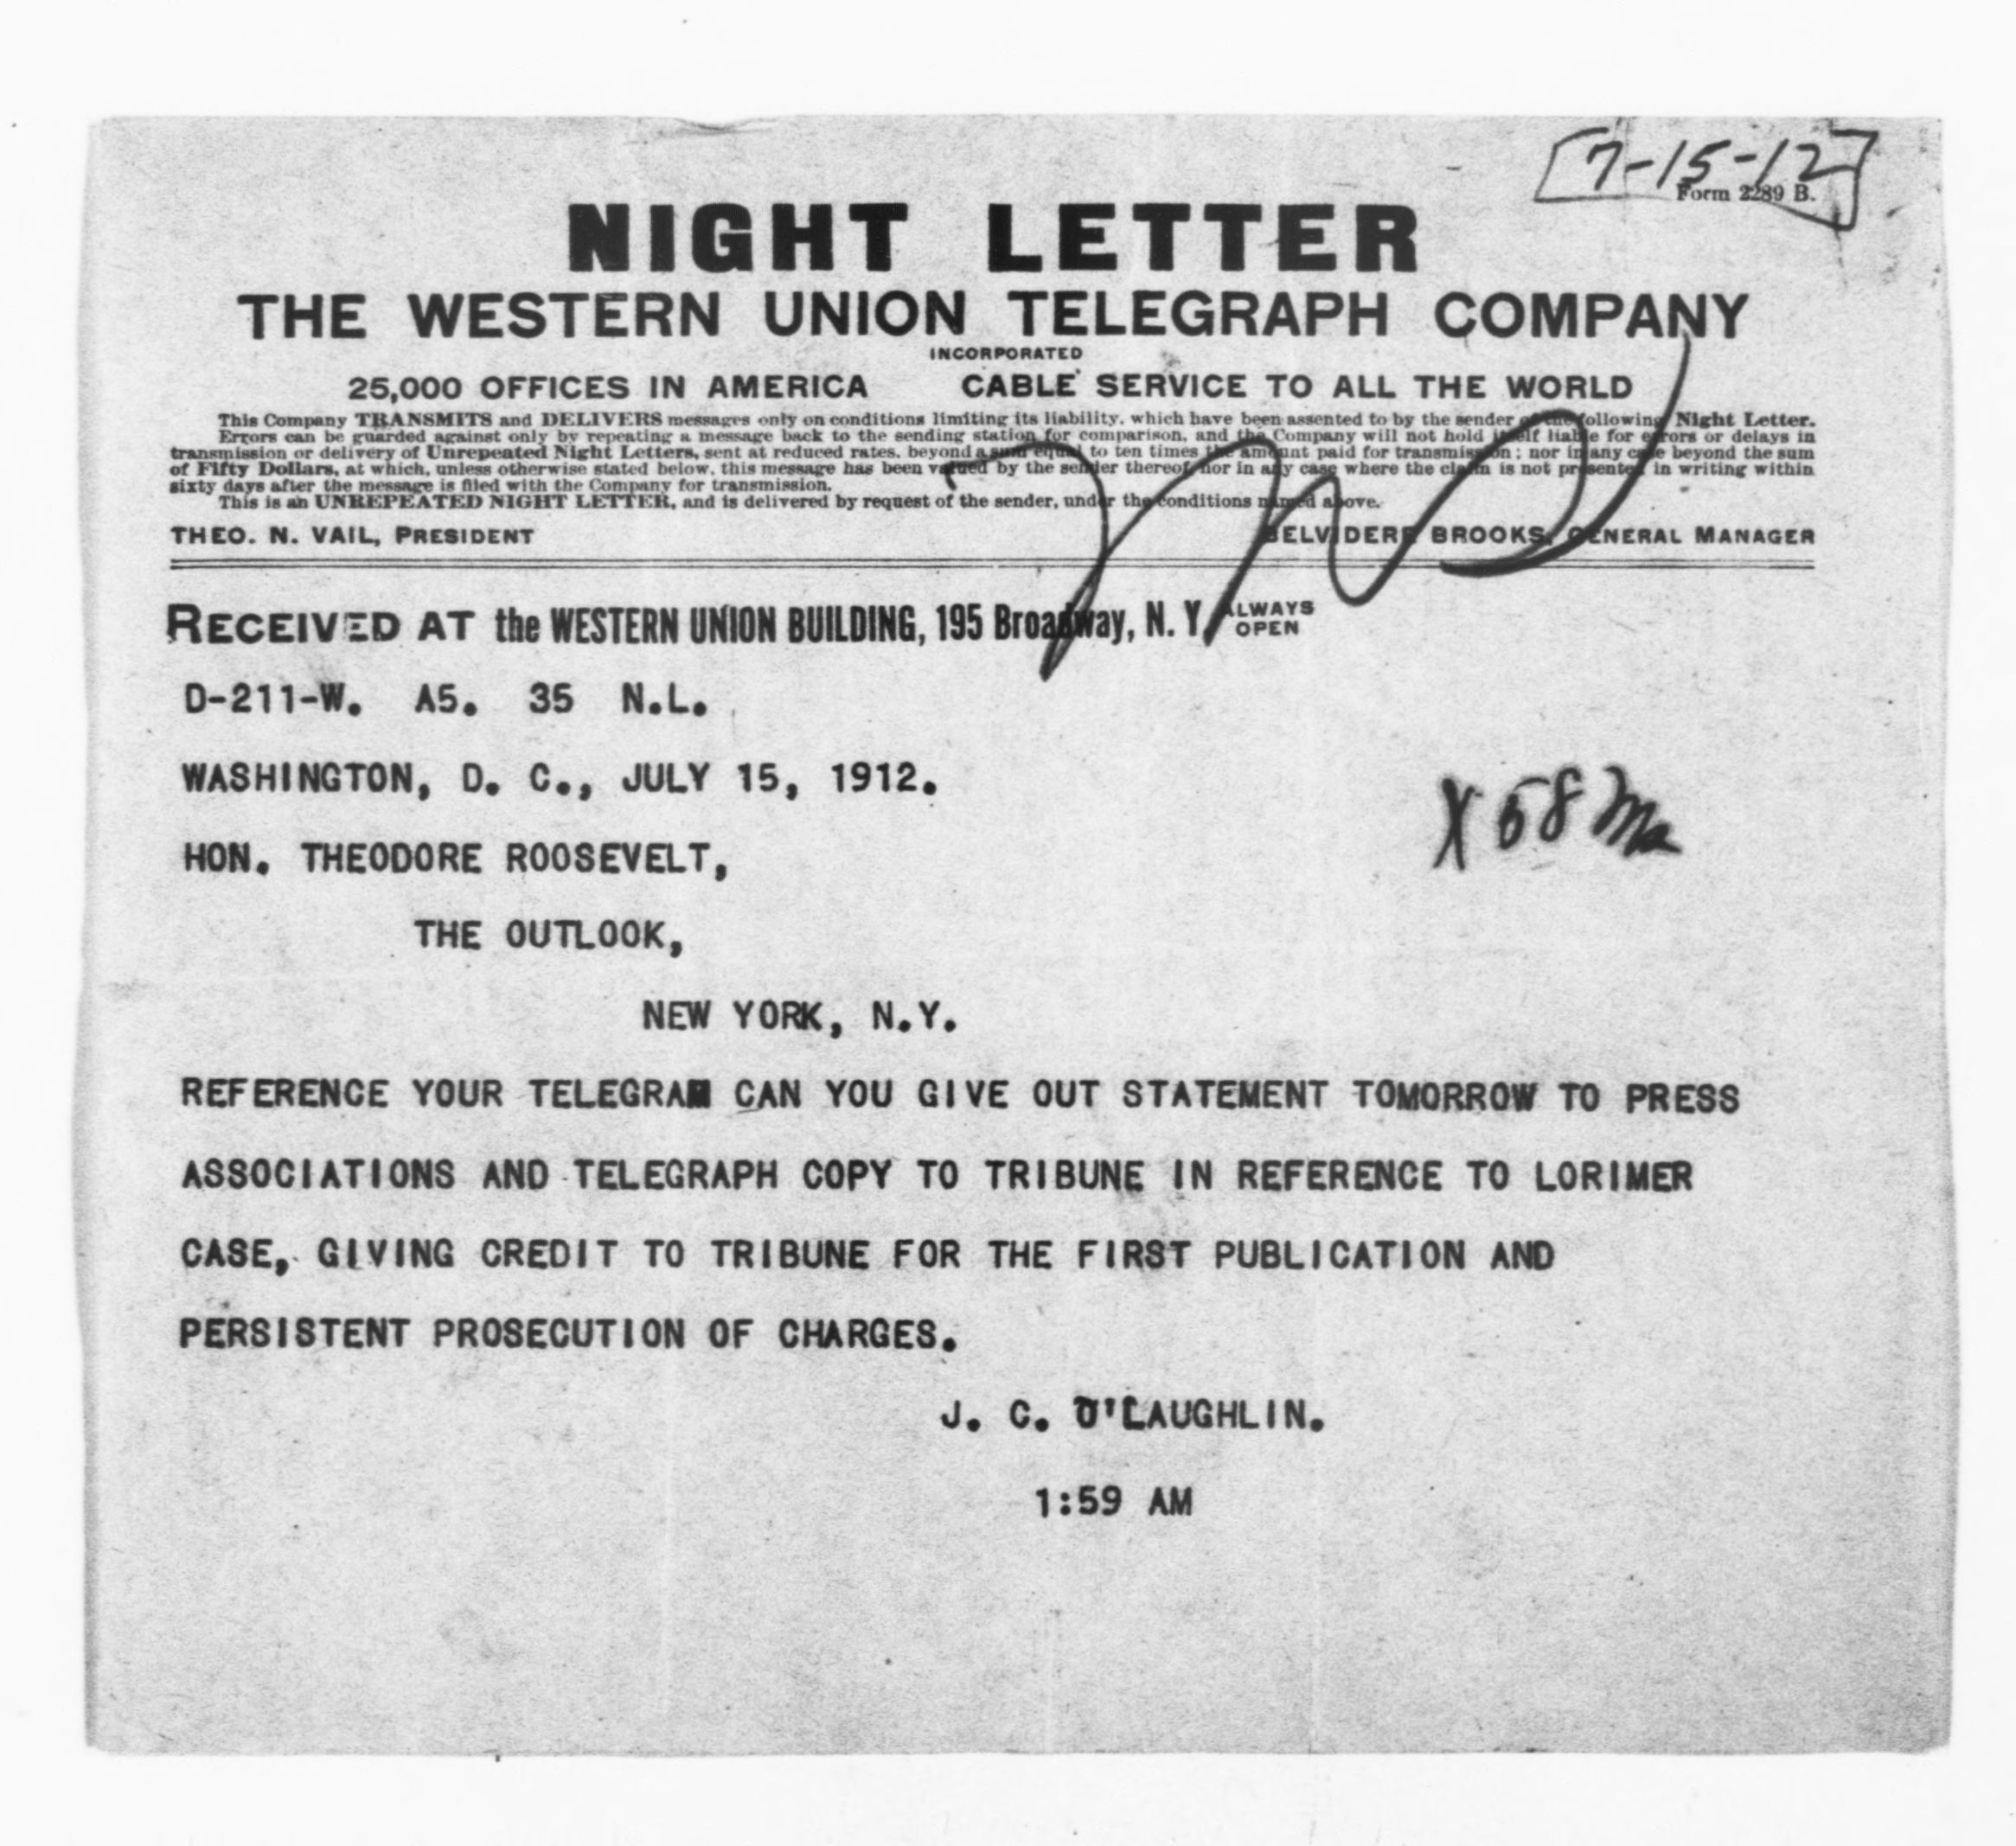 [7-15-12]
Form 2289 B.
NIGHT LETTER
THE WESTERN UNION TELEGRAPH COMPANY
INCORPORATED
25,000 OFFICES IN AMERICA CABLE SERVICE TO ALL THE WORLD
This Company TRANSMITS and DELIVERS messages only on conditions limiting its liability, which have been assented to by the sender of the following Night Letter.
Errors can be guarded against only by repeating a message back to the sending station for comparison, and the Company will not hold itself liable for errors or delays in
transmission or delivery of Unrepeated Night Letters, sent at reduced rates, beyond a sum equal to ten times the amount paid for transmission; nor in any case beyond the sum
of Fifty Dollars, at which, unless otherwise stated below, this message has been valued by the sender thereof, nor in any case where the claim is not presented in writing within
sixty days after the message is filed with the Company for transmission.
This is an UNREPEATED NIGHT LETTER, and is delivered by request of the sender, under the conditions named above.
THEO. N. VAIL, PRESIDENT BELVIDERE BROOKS, GENERAL MANAGER
RECEIVED AT the WESTERN UNION BUILDING, 195 Broadway, N. Y. ALWAYS OPEN
D-211-W. A5. 35 N.L.
WASHINGTON, D. C., JULY 15, 1912.
X 58
HON. THEODORE ROOSEVELT,
THE OUTLOOK,
NEW YORK, N.Y.
REFERENCE YOUR TELEGRAM CAN YOU GIVE OUT STATEMENT TOMORROW TO PRESS
ASSOCIATIONS AND TELEGRAPH COPY TO TRIBUNE IN REFERENCE TO LORIMER
CASE, GIVING CREDIT TO TRIBUNE FOR THE FIRST PUBLICATION AND
PERSISTENT PROSECUTION OF CHARGES.
J. C. O'LAUGHLIN.
1:59 AM